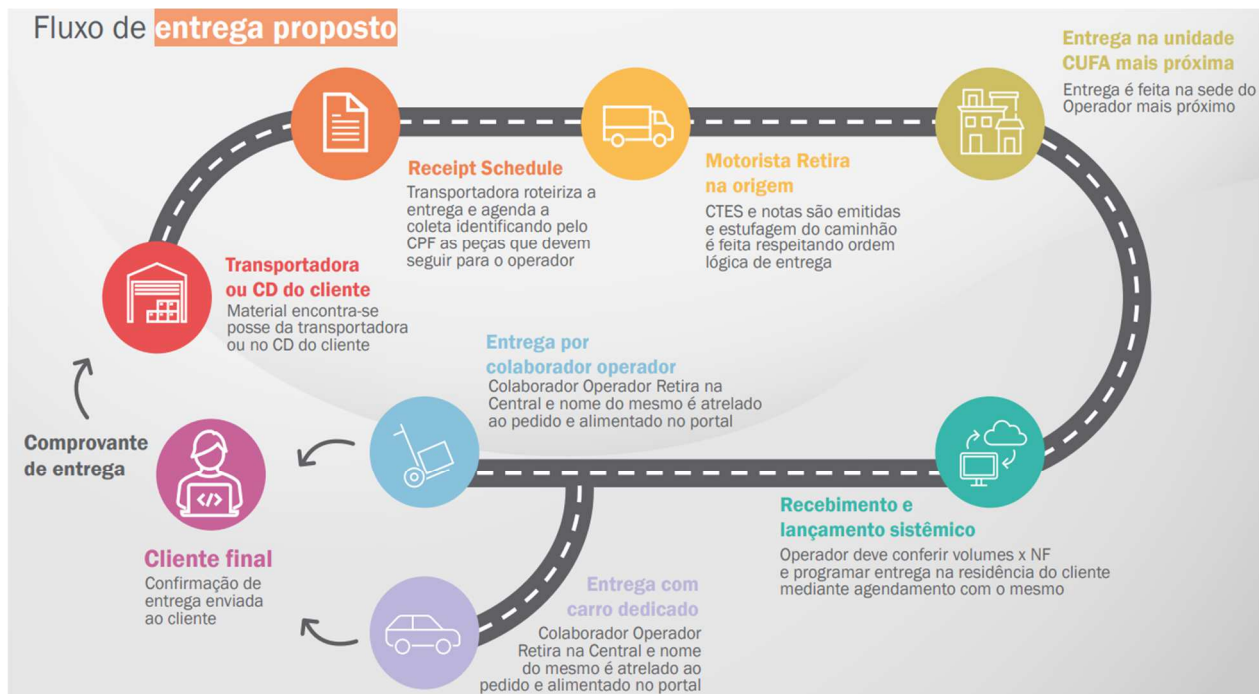 Fluxo de entrega proposto
Transportadora
ou CD do cliente
Material encontra-se
posse da transportadora
ou no CD do cliente
Receipt Schedule
Transportadora roteiriza a
entrega e agenda a
coleta identificando pelo
CPF as peças que devem
seguir para o operador
Motorista Retira
na origem
CTES e notas são emitidas
e estufagem do caminhão
é feita respeitando ordem
lógica de entrega
Entrega na unidade
CUFA mais próxima
Entrega é feita na sede do
Operador mais próximo
Recebimento e
lançamento sistêmico
Operador deve conferir volumes x NF
e programar entrega na residência do cliente
mediante agendamento com o mesmo
Entrega por
colaborador operador
Colaborador Operador Retira na
Central e nome do mesmo é atrelado
ao pedido e alimentado no portal
Entrega com
carro dedicado
Colaborador Operador
Retira na Central e nome
do mesmo é atrelado ao
pedido e alimentado no portal
</>
Cliente final
Confirmação de
entrega enviada
ao cliente
Comprovante
de entrega